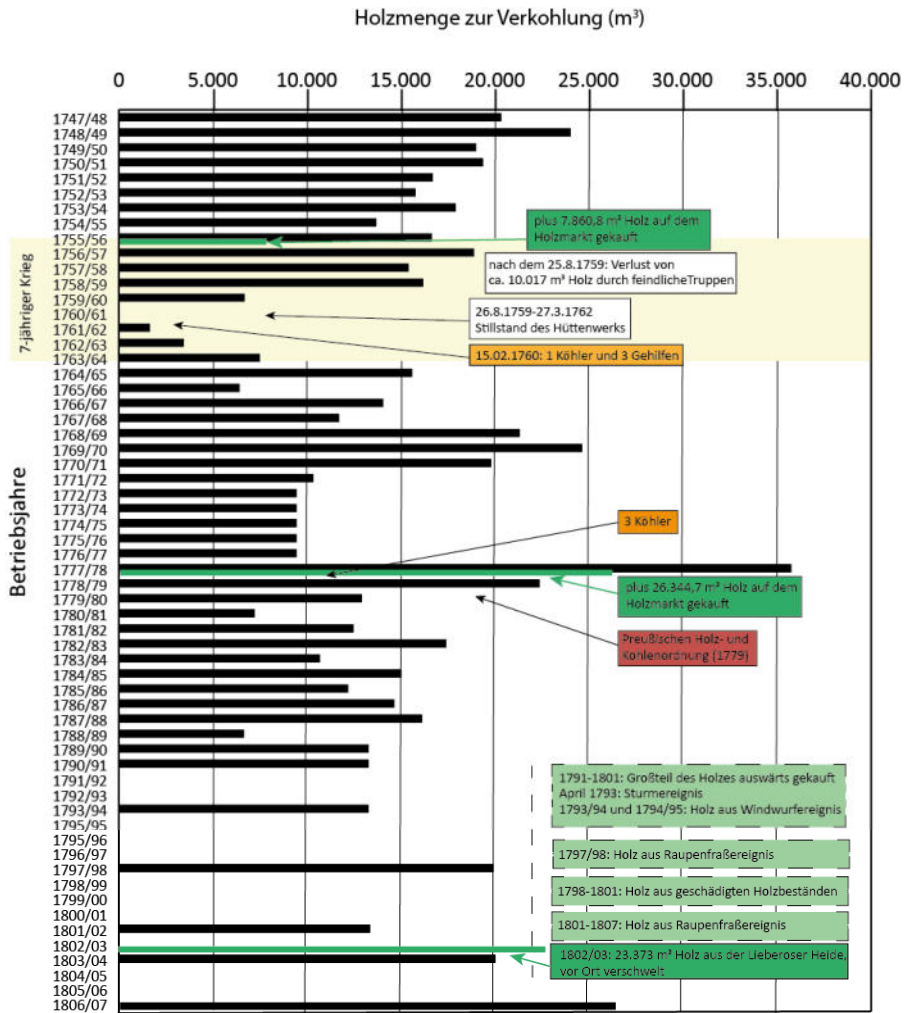 Holzmenge zur Verkohlung (m³)
0 5.000 10.000 15.000 20.000 25.000 30.000 35.000 40.000
Betriebsjahre
7-jähriger Krieg
1747/48
1748/49
1749/50
1750/51
1751/52
1752/53
1753/54
1754/55
1755/56
1756/57
1757/58
1758/59
1759/60
1760/61
1761/62
1762/63
1763/64
1764/65
1765/66
1766/67
1767/68
1768/69
1769/70
1770/71
1771/72
1772/73
1773/74
1774/75
1775/76
1776/77
1777/78
1778/79
1779/80
1780/81
1781/82
1782/83
1783/84
1784/85
1785/86
1786/87
1787/88
1788/89
1789/90
1790/91
1791/92
1792/93
1793/94
1795/95
1795/96
1796/97
1797/98
1798/99
1799/00
1800/01
1801/02
1802/03
1803/04
1804/05
1805/06
1806/07
plus 7.860,8 m³ Holz auf dem
Holzmarkt gekauft
nach dem 25.8.1759: Verlust von
ca. 10.017 m³ Holz durch feindlicheTruppen
26.8.1759-27.3.1762
Stillstand des Hüttenwerks
15.02.1760: 1 Köhler und 3 Gehilfen
3 Köhler
plus 26.344,7 m³ Holz auf dem
Holzmarkt gekauft
Preußischen Holz- und
Kohlenordnung (1779)
1791-1801: Großteil des Holzes auswärts gekauft
April 1793: Sturmereignis
1793/94 und 1794/95: Holz aus Windwurfereignis
1797/98: Holz aus Raupenfraßereignis
1798-1801: Holz aus geschädigten Holzbeständen
1801-1807: Holz aus Raupenfraßereignis
1802/03: 23.373 m³ Holz aus der Lieberoser Heide,
vor Ort verschwelt